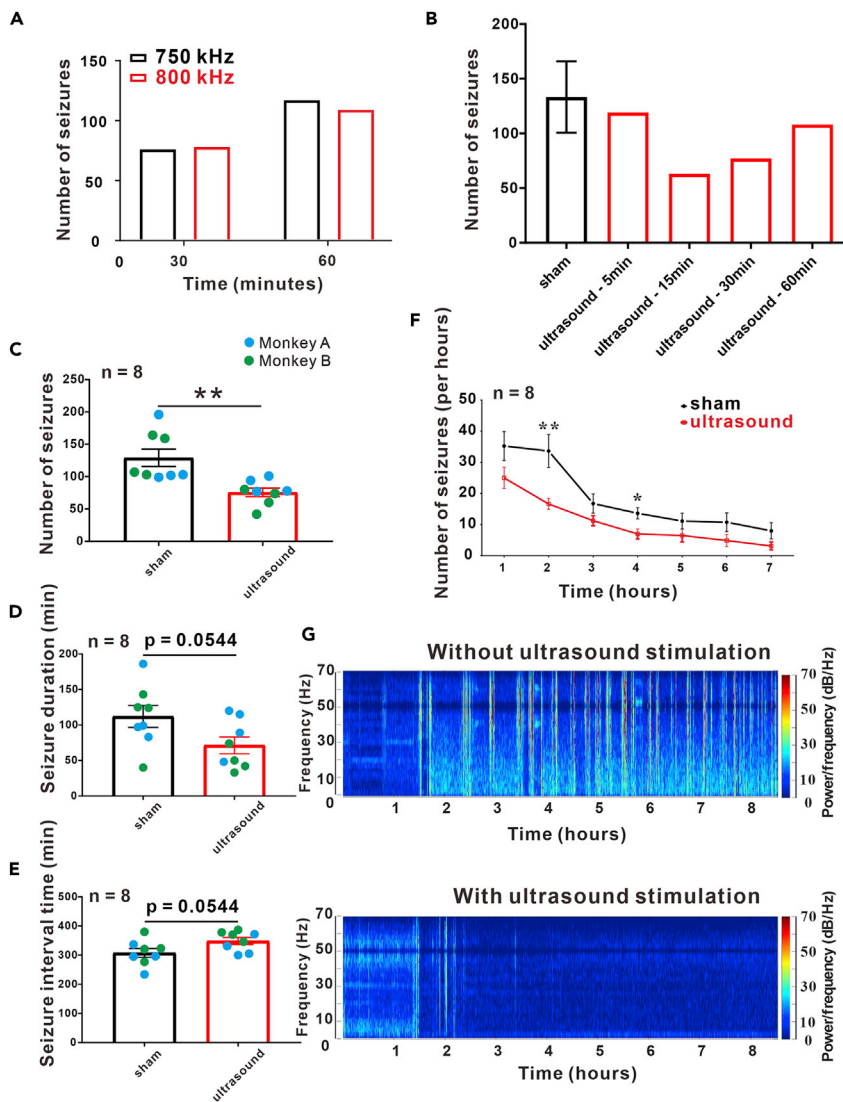 A
750 kHz
800 kHz
Number of seizures
150
100
50
0
0
30
60
Time (minutes)
B
Number of seizures
200
150
100
50
0
sham
ultrasound - 5min
ultrasound - 15min
ultrasound - 30min
ultrasound - 60min
C
Monkey A
Monkey B
n = 8
**
Number of seizures
250
200
150
100
50
0
sham
ultrasound
F
n = 8
sham
ultrasound
**
*
Number of seizures (per hours)
50
40
30
20
10
0
1 2 3 4 5 6 7
Time (hours)
D
n = 8
p = 0.0544
Seizure duration (min)
200
150
100
50
0
sham
ultrasound
G
Without ultrasound stimulation
Frequency (Hz)
70
50
30
10
0
1 2 3 4 5 6 7 8
Time (hours)
70
50
30
10
0
Power/frequency (dB/Hz)
E
n = 8
p = 0.0544
Seizure interval time (min)
500
400
300
200
100
0
sham
ultrasound
With ultrasound stimulation
Frequency (Hz)
70
50
30
10
0
1 2 3 4 5 6 7 8
Time (hours)
70
50
30
10
0
Power/frequency (dB/Hz)